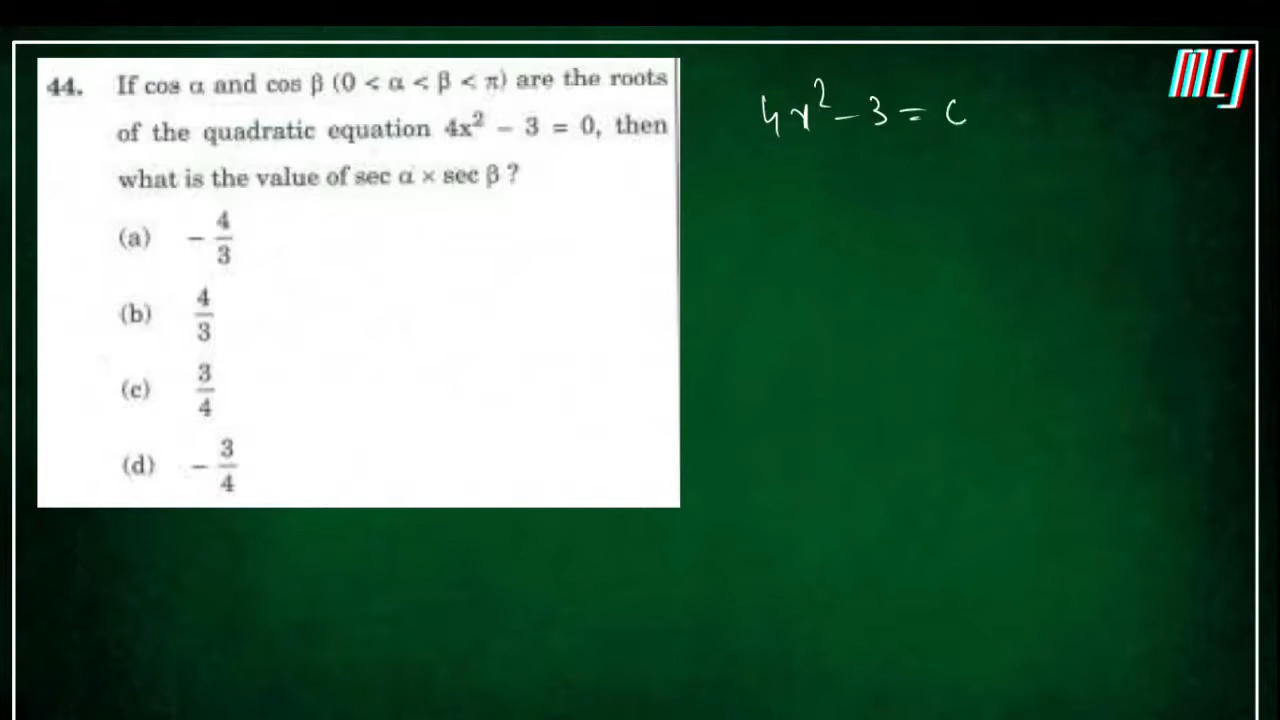 44. If cos α and cos β (0 < α < β < π) are the roots
of the quadratic equation 4x² − 3 = 0, then
what is the value of sec α × sec β ?
(a) − 4/3
(b) 4/3
(c) 3/4
(d) − 3/4
4x² − 3 = C
MCJ